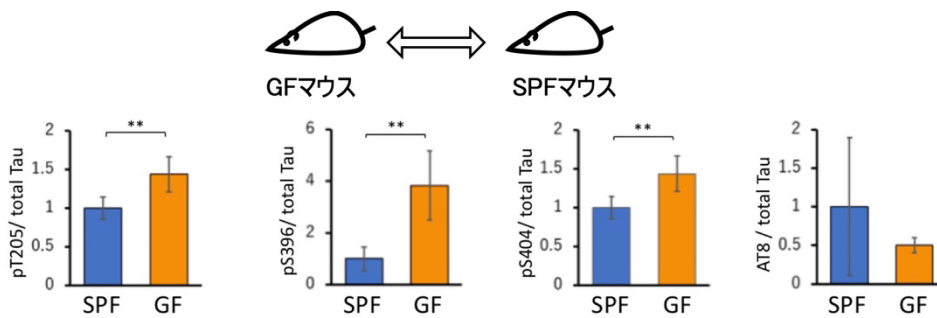 GFマウス
SPFマウス
pT205/ total Tau
2
1.5
1
0.5
0
**
SPF
GF
pS396/ total Tau
6
4
2
0
**
SPF
GF
pS404/ total Tau
2
1.5
1
0.5
0
**
SPF
GF
AT8 / total Tau
2
1.5
1
0.5
0
SPF
GF